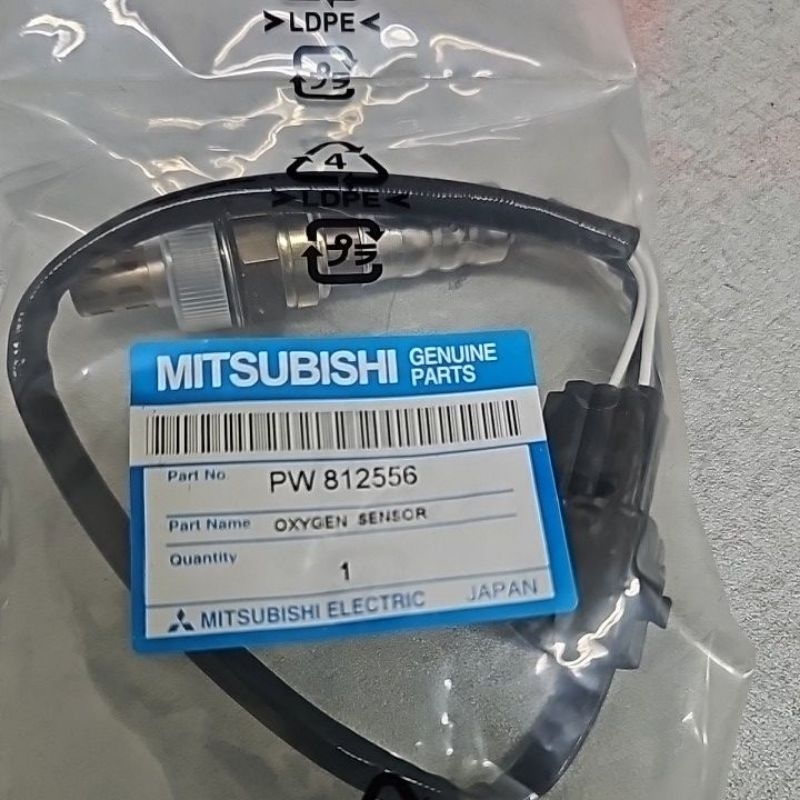 >LDPE<
プラ
4
>LDPE<
プラ
MITSUBISHI GENUINE PARTS
Part No. PW 812556
Part Name OXYGEN SENSOR
Quantity 1
MITSUBISHI ELECTRIC JAPAN